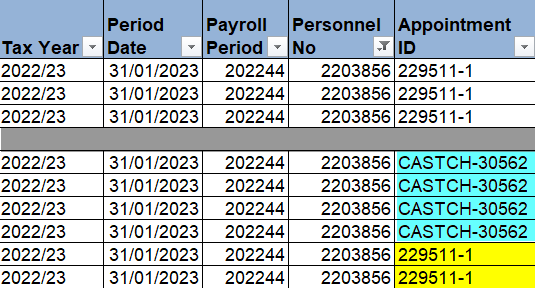 Tax Year Period Date Payroll Period Personnel No Appointment ID
2022/23 31/01/2023 202244 2203856 229511-1
2022/23 31/01/2023 202244 2203856 229511-1
2022/23 31/01/2023 202244 2203856 229511-1
2022/23 31/01/2023 202244 2203856 CASTCH-30562
2022/23 31/01/2023 202244 2203856 CASTCH-30562
2022/23 31/01/2023 202244 2203856 CASTCH-30562
2022/23 31/01/2023 202244 2203856 CASTCH-30562
2022/23 31/01/2023 202244 2203856 229511-1
2022/23 31/01/2023 202244 2203856 229511-1